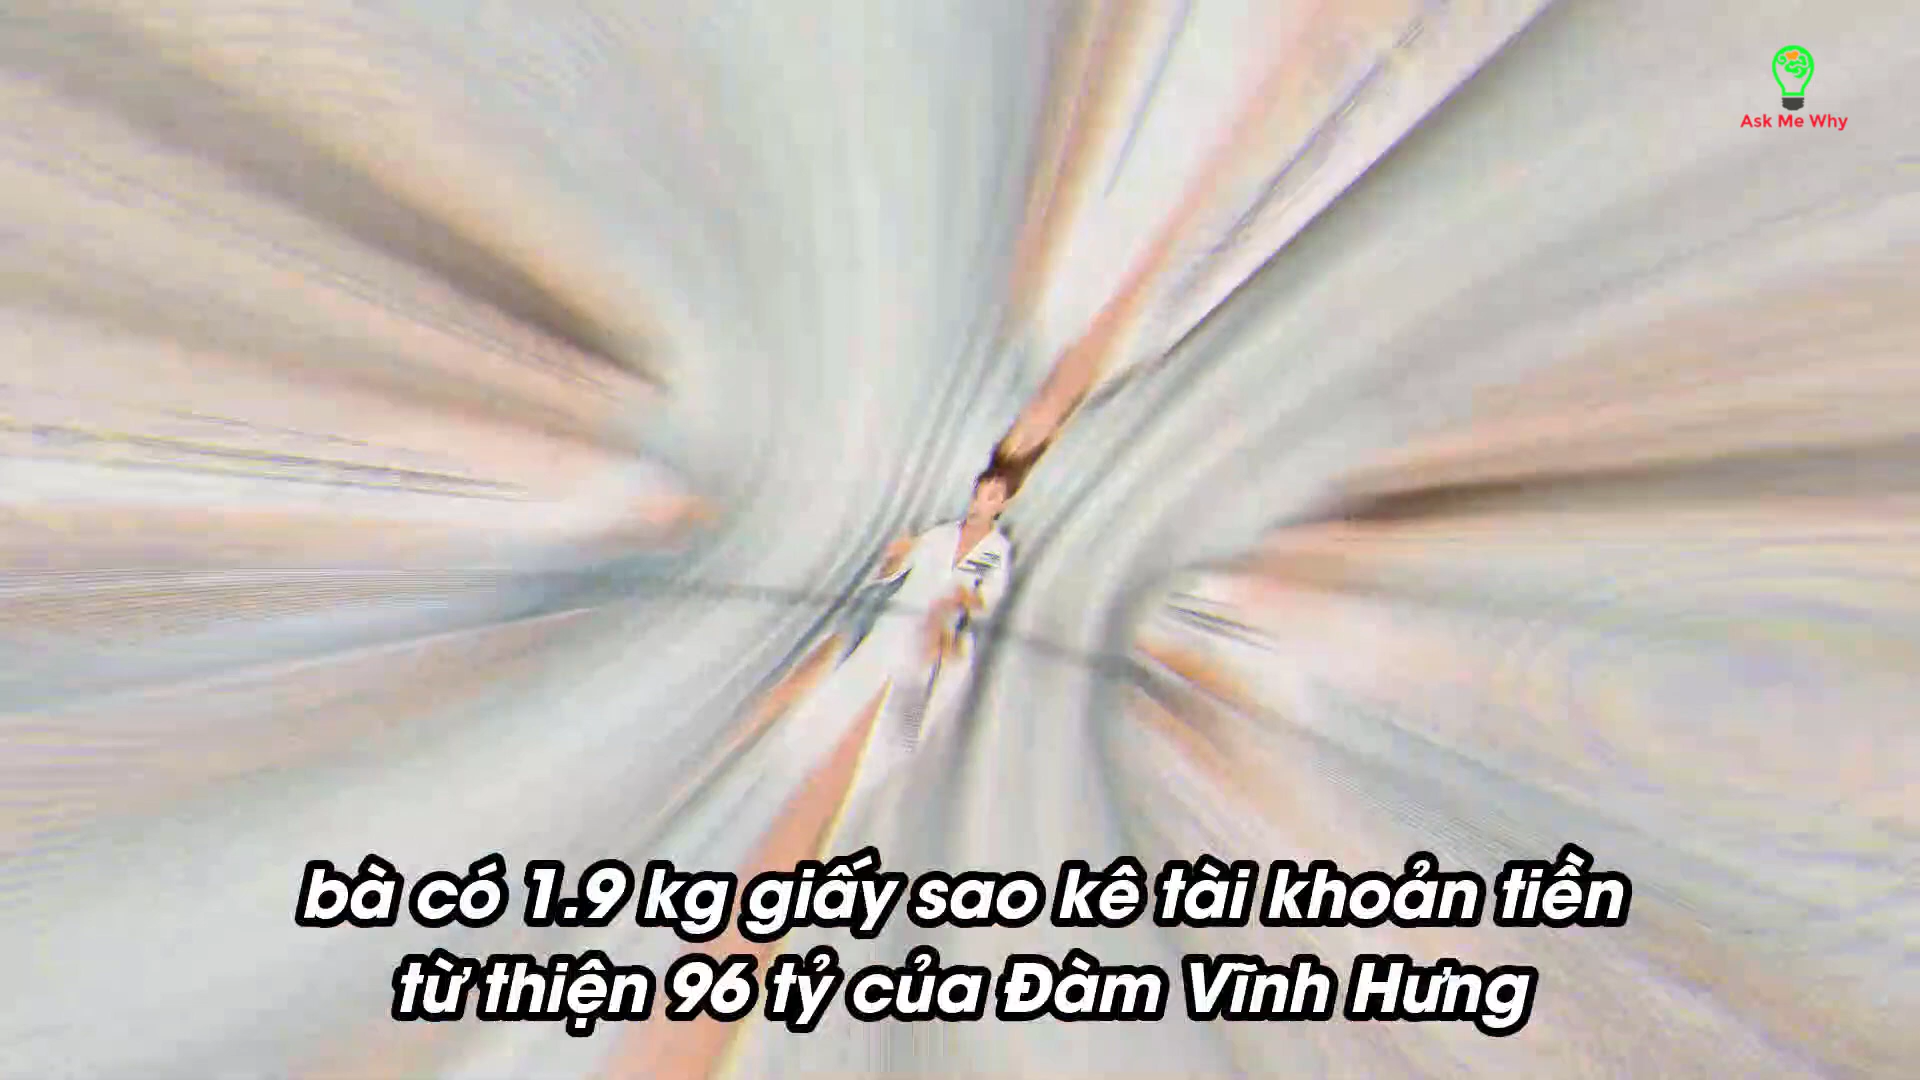 Ask Me Why
bà có 1.9 kg giấy sao kê tài khoản tiền
từ thiện 96 tỷ của Đàm Vĩnh Hưng